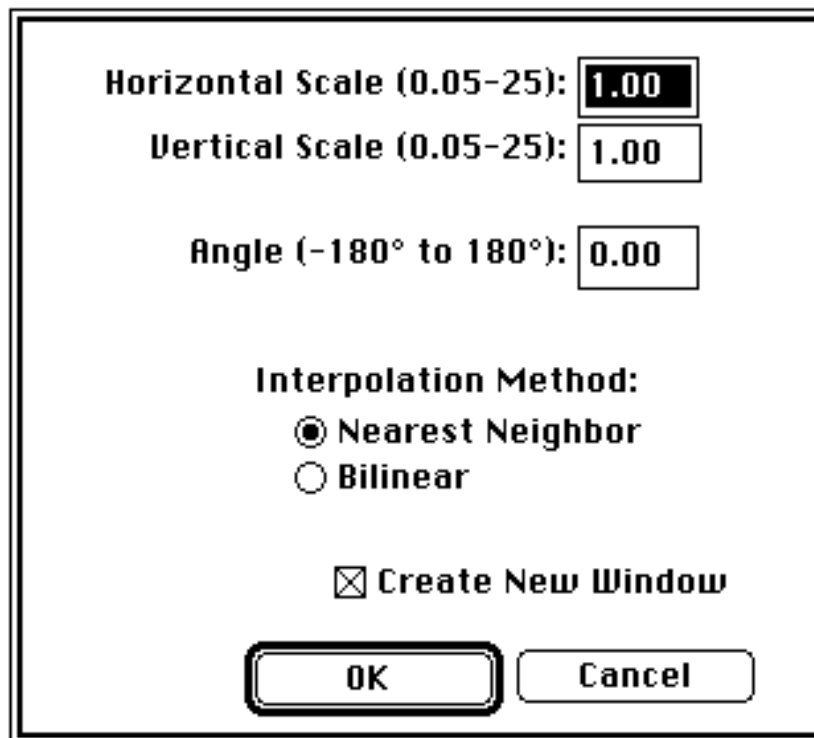 Horizontal Scale (0.05-25): 1.00
Vertical Scale (0.05-25): 1.00
Angle (-180° to 180°): 0.00
Interpolation Method:
Nearest Neighbor
Bilinear
Create New Window
OK Cancel